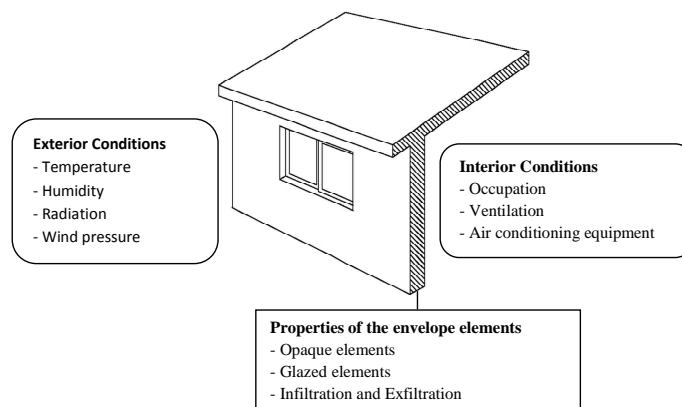 Exterior Conditions
- Temperature
- Humidity
- Radiation
- Wind pressure
Interior Conditions
- Occupation
- Ventilation
- Air conditioning equipment
Properties of the envelope elements
- Opaque elements
- Glazed elements
- Infiltration and Exfiltration